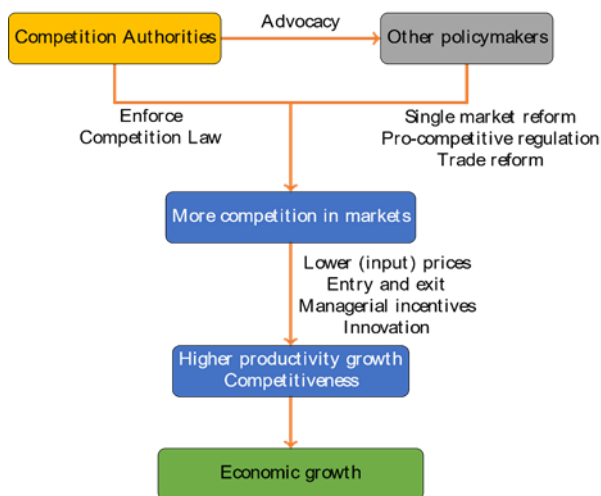 Competition Authorities
Advocacy
Other policymakers
Enforce
Competition Law
Single market reform
Pro-competitive regulation
Trade reform
More competition in markets
Lower (input) prices
Entry and exit
Managerial incentives
Innovation
Higher productivity growth
Competitiveness
Economic growth